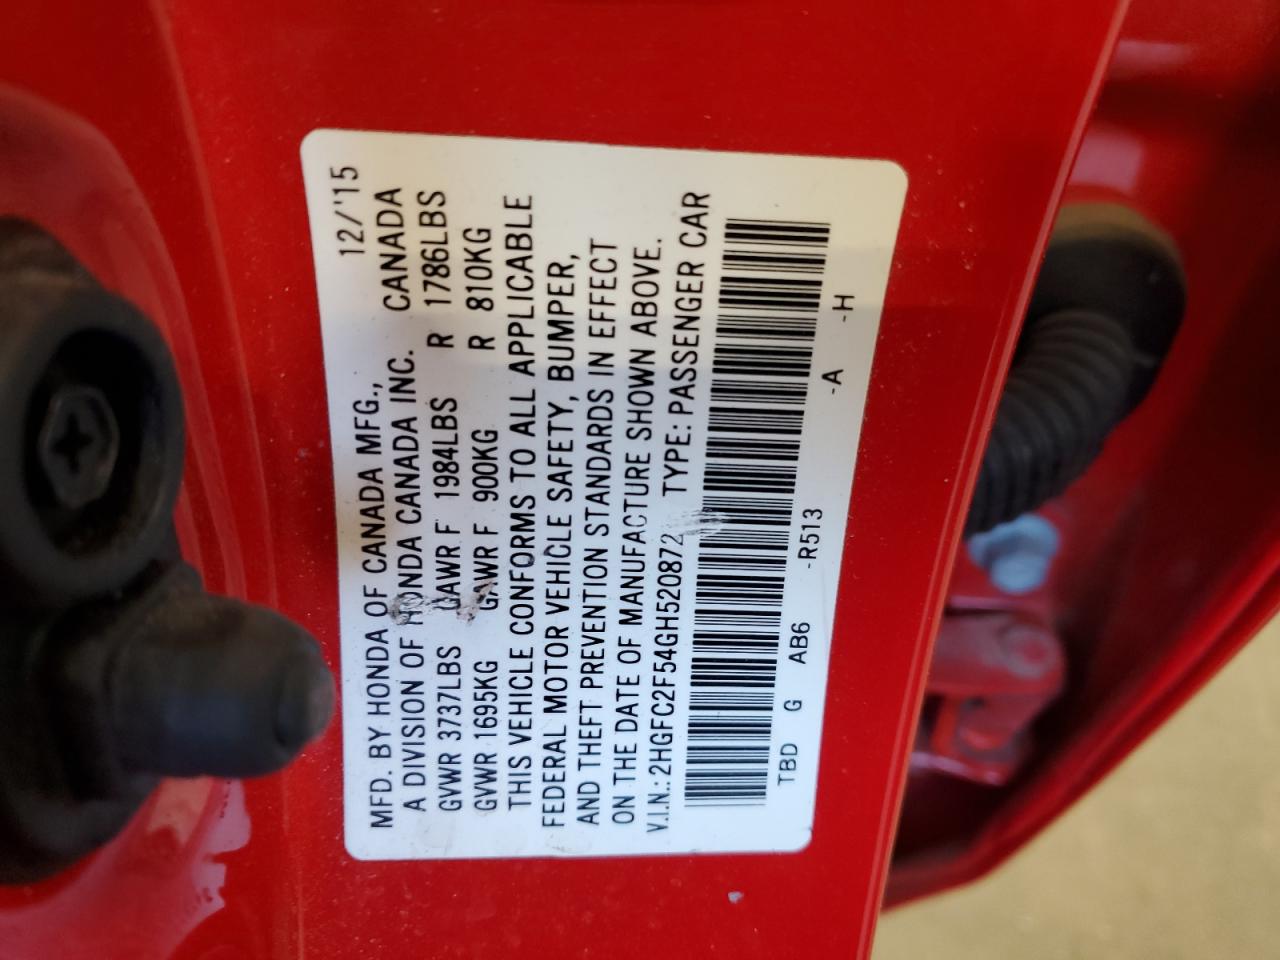 12/'15
MFD. BY HONDA OF CANADA MFG.,
A DIVISION OF HONDA CANADA INC. CANADA
GVWR 3737LBS GAWR F 1984LBS R 1786LBS
GVWR 1695KG GAWR F 900KG R 810KG
THIS VEHICLE CONFORMS TO ALL APPLICABLE
FEDERAL MOTOR VEHICLE SAFETY, BUMPER,
AND THEFT PREVENTION STANDARDS IN EFFECT
ON THE DATE OF MANUFACTURE SHOWN ABOVE.
V.I.N.: 2HGFC2F54GH520872 TYPE: PASSENGER CAR
TBD G AB6 -R513 -A -H